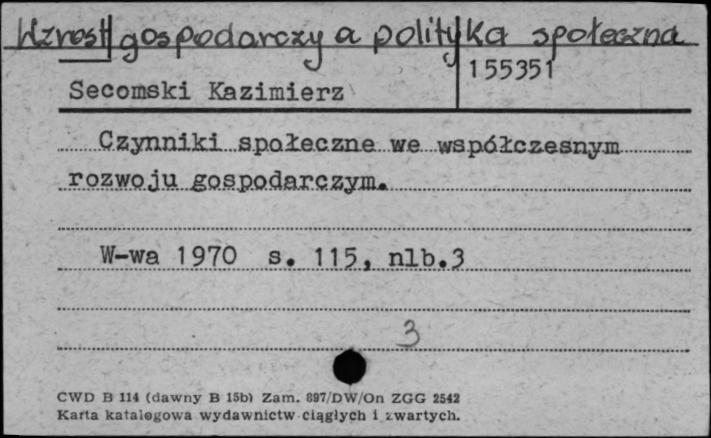 Wzrost gospodarczy a polityka społeczna
155351
Secomski Kazimierz
Czynniki społeczne we współczesnym
rozwoju gospodarczym.
W-wa 1970 s. 115, nlb.3
3
CWD B 114 (dawny B 15b) Zam. 897/DW/On ZGG 2542
Karta katalogowa wydawnictw ciągłych i zwartych.